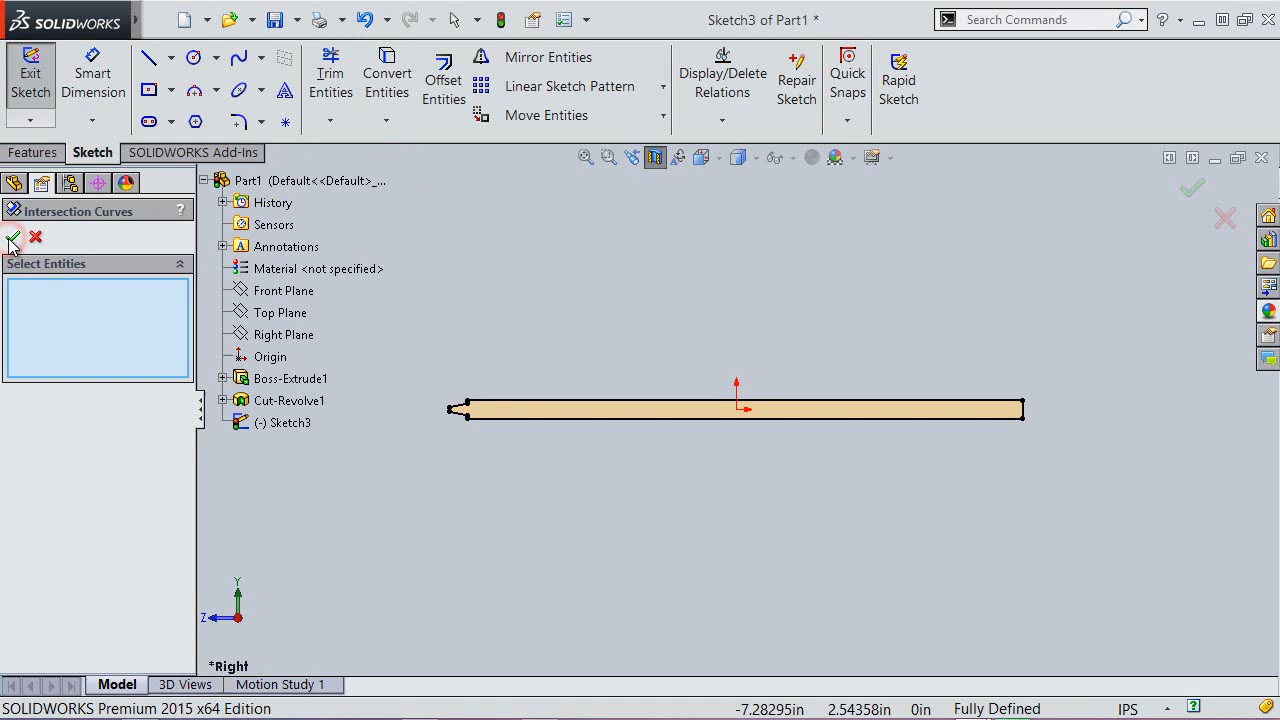 SOLIDWORKS
Sketch3 of Part1 *
Search Commands
Exit Sketch
Smart Dimension
Trim Entities
Convert Entities
Offset Entities
Mirror Entities
Linear Sketch Pattern
Move Entities
Display/Delete Relations
Repair Sketch
Quick Snaps
Rapid Sketch
Features
Sketch
SOLIDWORKS Add-Ins
Intersection Curves
?
Select Entities
Part1 (Default<<Default>_...
History
Sensors
Annotations
Material <not specified>
Front Plane
Top Plane
Right Plane
Origin
Boss-Extrude1
Cut-Revolve1
(-) Sketch3
Y
Z
*Right
Model
3D Views
Motion Study 1
SOLIDWORKS Premium 2015 x64 Edition
-7.28295in
2.54358in
0in
Fully Defined
IPS